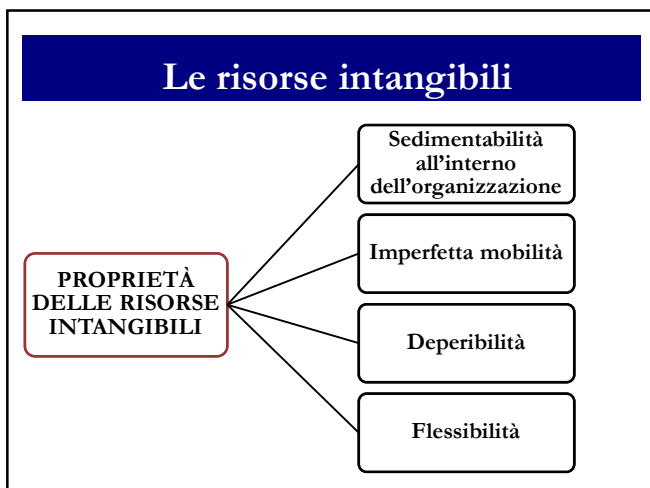 Le risorse intangibili
Sedimentabilità
all’interno
dell’organizzazione
Imperfetta mobilità
PROPRIETÀ
DELLE RISORSE
INTANGIBILI
Deperibilità
Flessibilità